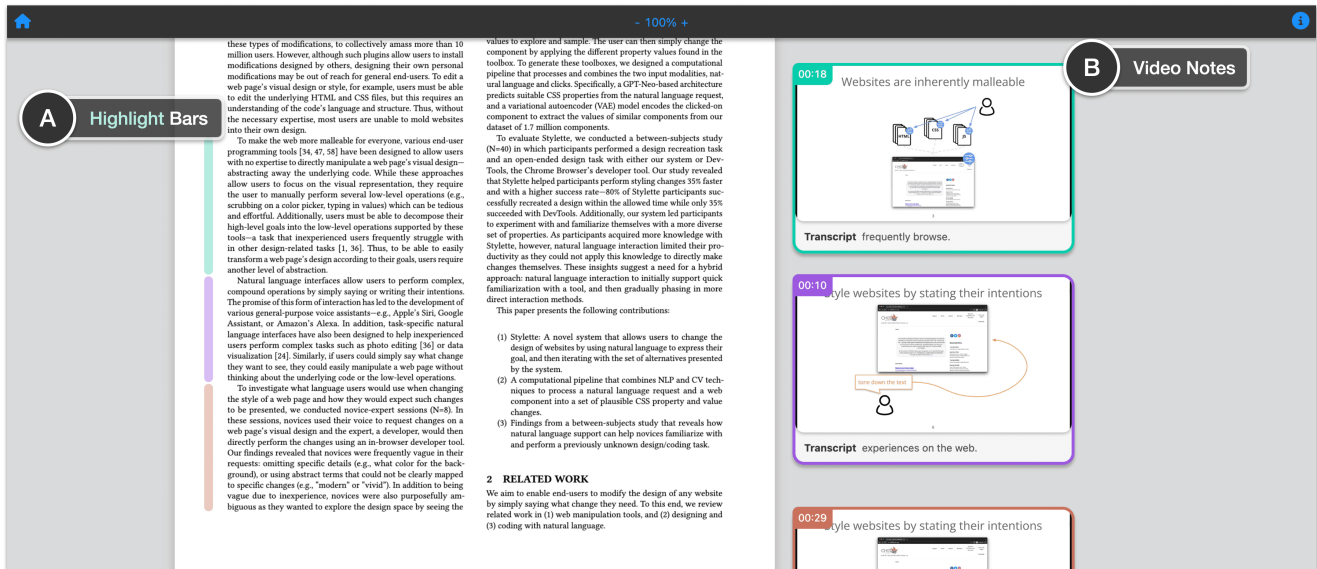 - 100% +
A
Highlight Bars
these types of modifications, to collectively amass more than 10
million users. However, although such plugins allow users to install
modifications designed by others, designing their own personal
modifications may be out of reach for general end-users. To edit a
web page's visual design or style, for example, users must be able
to edit the underlying HTML and CSS files, but this requires an
understanding of the code's language and structure. Thus, without
the necessary expertise, most users are unable to mold websites
into their own design.
To make the web more malleable for everyone, various end-user
programming tools [34, 47, 58] have been designed to allow users
with no expertise to directly manipulate a web page's visual design—
abstracting away the underlying code. While these approaches
allow users to focus on the visual representation, they require
the user to manually perform several low-level operations (e.g.,
scrubbing on a color picker, typing in values) which can be tedious
and effortful. Additionally, users must be able to decompose their
high-level goals into the low-level operations supported by these
tools—a task that inexperienced users frequently struggle with
in other design-related tasks [1, 36]. Thus, to be able to easily
transform a web page's design according to their goals, users require
another level of abstraction.
Natural language interfaces allow users to perform complex,
compound operations by simply saying or writing their intentions.
The promise of this form of interaction has led to the development of
various general-purpose voice assistants—e.g., Apple's Siri, Google
Assistant, or Amazon's Alexa. In addition, task-specific natural
language interfaces have also been designed to help inexperienced
users perform complex tasks such as photo editing [36] or data
visualization [24]. Similarly, if users could simply say what change
they want to see, they could easily manipulate a web page without
thinking about the underlying code or the low-level operations.
To investigate what language users would use when changing
the style of a web page and how they would expect such changes
to be presented, we conducted novice-expert sessions (N=8). In
these sessions, novices used their voice to request changes on a
web page's visual design and the expert, a developer, would then
directly perform the changes using an in-browser developer tool.
Our findings revealed that novices were frequently vague in their
requests: omitting specific details (e.g., what color for the back-
ground), or using abstract terms that could not be clearly mapped
to specific changes (e.g., "modern" or "vivid"). In addition to being
vague due to inexperience, novices were also purposefully am-
biguous as they wanted to explore the design space by seeing the
values to explore and sample. The user can then simply change the
component by applying the different property values found in the
toolbox. To generate these toolboxes, we designed a computational
pipeline that processes and combines the two input modalities, nat-
ural language and clicks. Specifically, a GPT-Neo-based architecture
predicts suitable CSS properties from the natural language request,
and a variational autoencoder (VAE) model encodes the clicked-on
component to extract the values of similar components from our
dataset of 1.7 million components.
To evaluate Stylette, we conducted a between-subjects study
(N=40) in which participants performed a design recreation task
and an open-ended design task with either our system or Dev-
Tools, the Chrome Browser's developer tool. Our study revealed
that Stylette helped participants perform styling changes 35% faster
and with a higher success rate—80% of Stylette participants suc-
cessfully recreated a design within the allowed time while only 35%
succeeded with DevTools. Additionally, our system led participants
to experiment with and familiarize themselves with a more diverse
set of properties. As participants acquired more knowledge with
Stylette, however, natural language interaction limited their pro-
ductivity as they could not apply this knowledge to directly make
changes themselves. These insights suggest a need for a hybrid
approach: natural language interaction to initially support quick
familiarization with a tool, and then gradually phasing in more
direct interaction methods.
This paper presents the following contributions:
(1) Stylette: A novel system that allows users to change the
design of websites by using natural language to express their
goal, and then iterating with the set of alternatives presented
by the system.
(2) A computational pipeline that combines NLP and CV tech-
niques to process a natural language request and a web
component into a set of plausible CSS property and value
changes.
(3) Findings from a between-subjects study that reveals how
natural language support can help novices familiarize with
and perform a previously unknown design/coding task.
2 RELATED WORK
We aim to enable end-users to modify the design of any website
by simply saying what change they need. To this end, we review
related work in (1) web manipulation tools, and (2) designing and
(3) coding with natural language.
B
Video Notes
00:18
Websites are inherently malleable
HTML
CSS
JS
Transcript frequently browse.
00:10
Style websites by stating their intentions
tone down the text
Transcript experiences on the web.
00:29
Style websites by stating their intentions